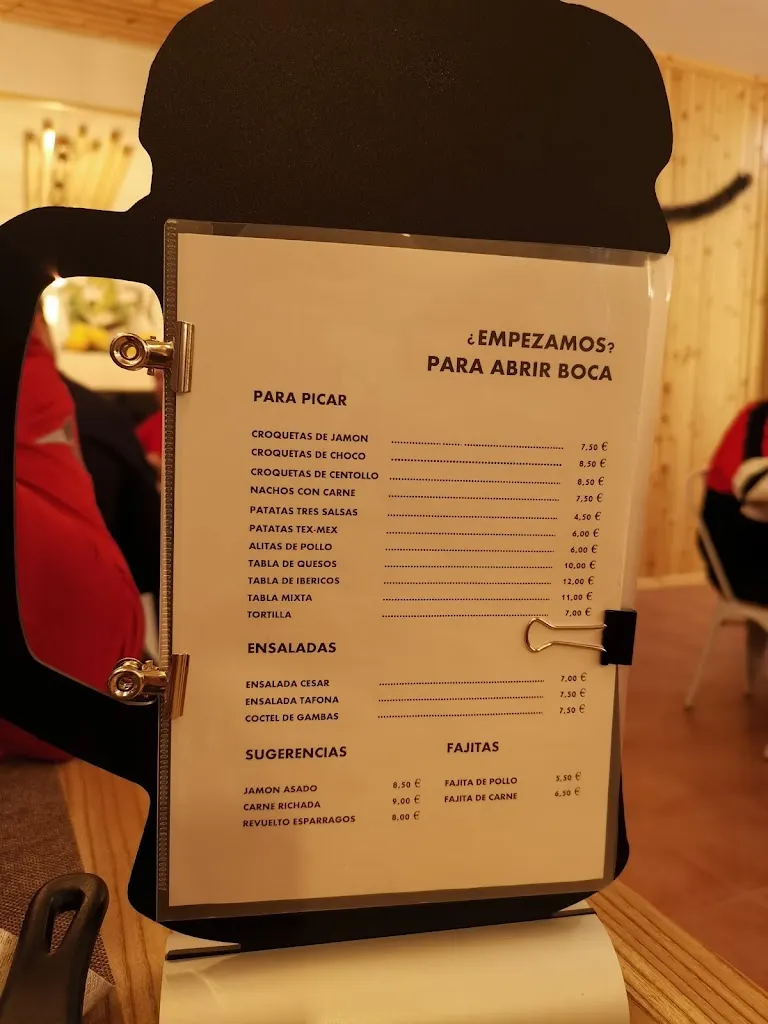 ¿EMPEZAMOS?
PARA ABRIR BOCA
PARA PICAR
CROQUETAS DE JAMON 7,50 €
CROQUETAS DE CHOCO 8,50 €
CROQUETAS DE CENTOLLO 8,50 €
NACHOS CON CARNE 7,50 €
PATATAS TRES SALSAS 4,50 €
PATATAS TEX-MEX 6,00 €
ALITAS DE POLLO 6,00 €
TABLA DE QUESOS 10,00 €
TABLA DE IBERICOS 12,00 €
TABLA MIXTA 11,00 €
TORTILLA 7,00 €
ENSALADAS
ENSALADA CESAR 7,00 €
ENSALADA TAFONA 7,50 €
COCTEL DE GAMBAS 7,50 €
SUGERENCIAS
JAMON ASADO 8,50 €
CARNE RICHADA 9,00 €
REVUELTO ESPARRAGOS 8,00 €
FAJITAS
FAJITA DE POLLO 5,50 €
FAJITA DE CARNE 6,50 €